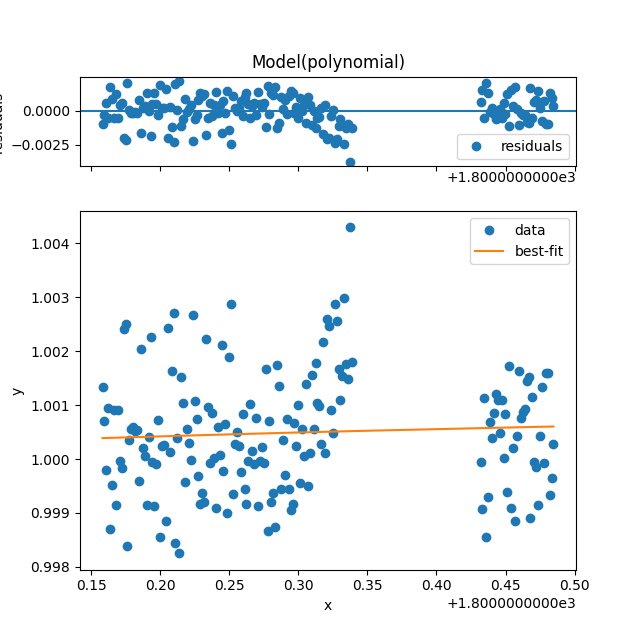 Model(polynomial)
0.0000
−0.0025
residuals
residuals
+1.8000000000e3
1.004
1.003
1.002
1.001
1.000
0.999
0.998
y
data
best-fit
0.15 0.20 0.25 0.30 0.35 0.40 0.45 0.50
x
+1.8000000000e3